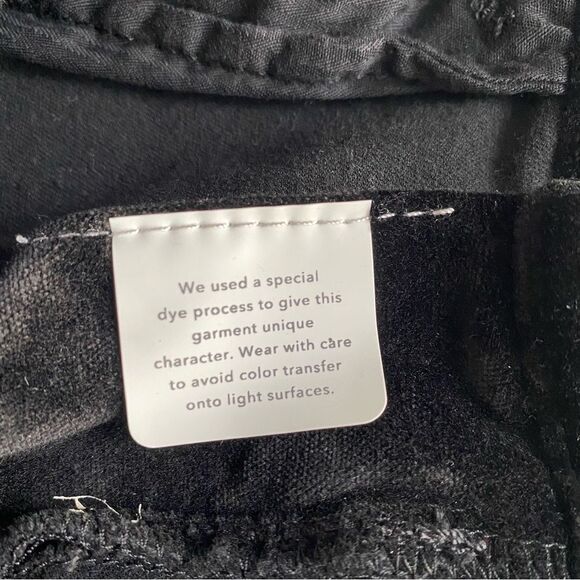 We used a special
dye process to give this
garment unique
character. Wear with care
to avoid color transfer
onto light surfaces.